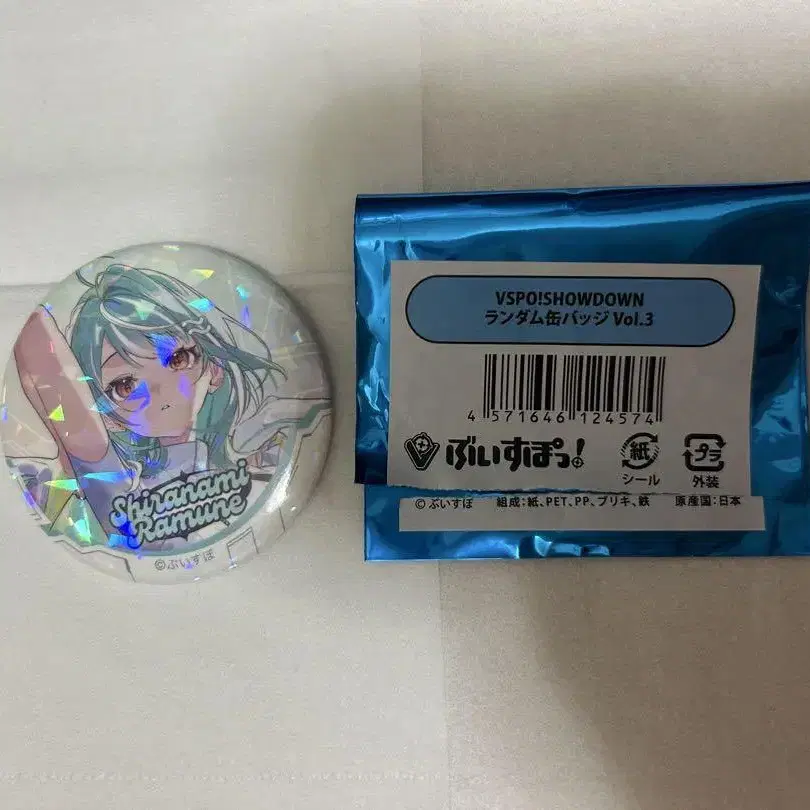 Shiranami
Ramune
©ぶいすぽ
VSPO!SHOWDOWN
ランダム缶バッジ Vol.3
4 571646 124574
ぶいすぽっ!
紙
シール
プラ
外装
© ぶいすぽ 組成:紙、PET、PP、ブリキ、鉄 原産国:日本